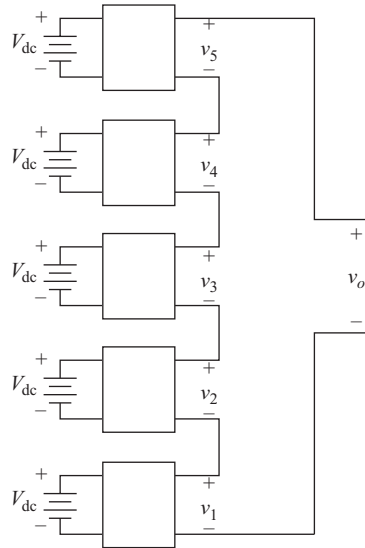 + +
V_dc v_5
− −
+ +
V_dc v_4
− −
+
v_o
−
+ +
V_dc v_3
− −
+ +
V_dc v_2
− −
+ +
V_dc v_1
− −